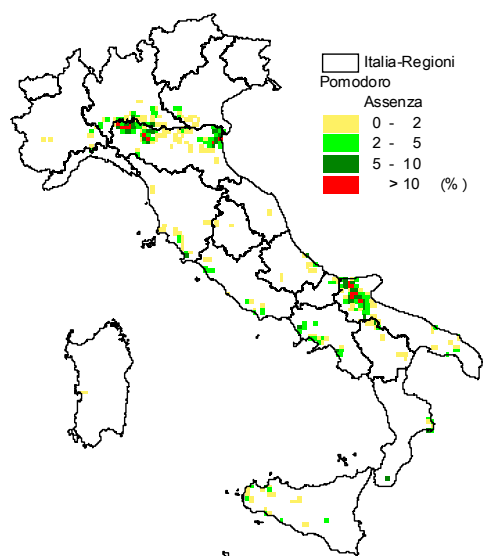 Italia-Regioni
Pomodoro
Assenza
0 - 2
2 - 5
5 - 10
> 10 (%)